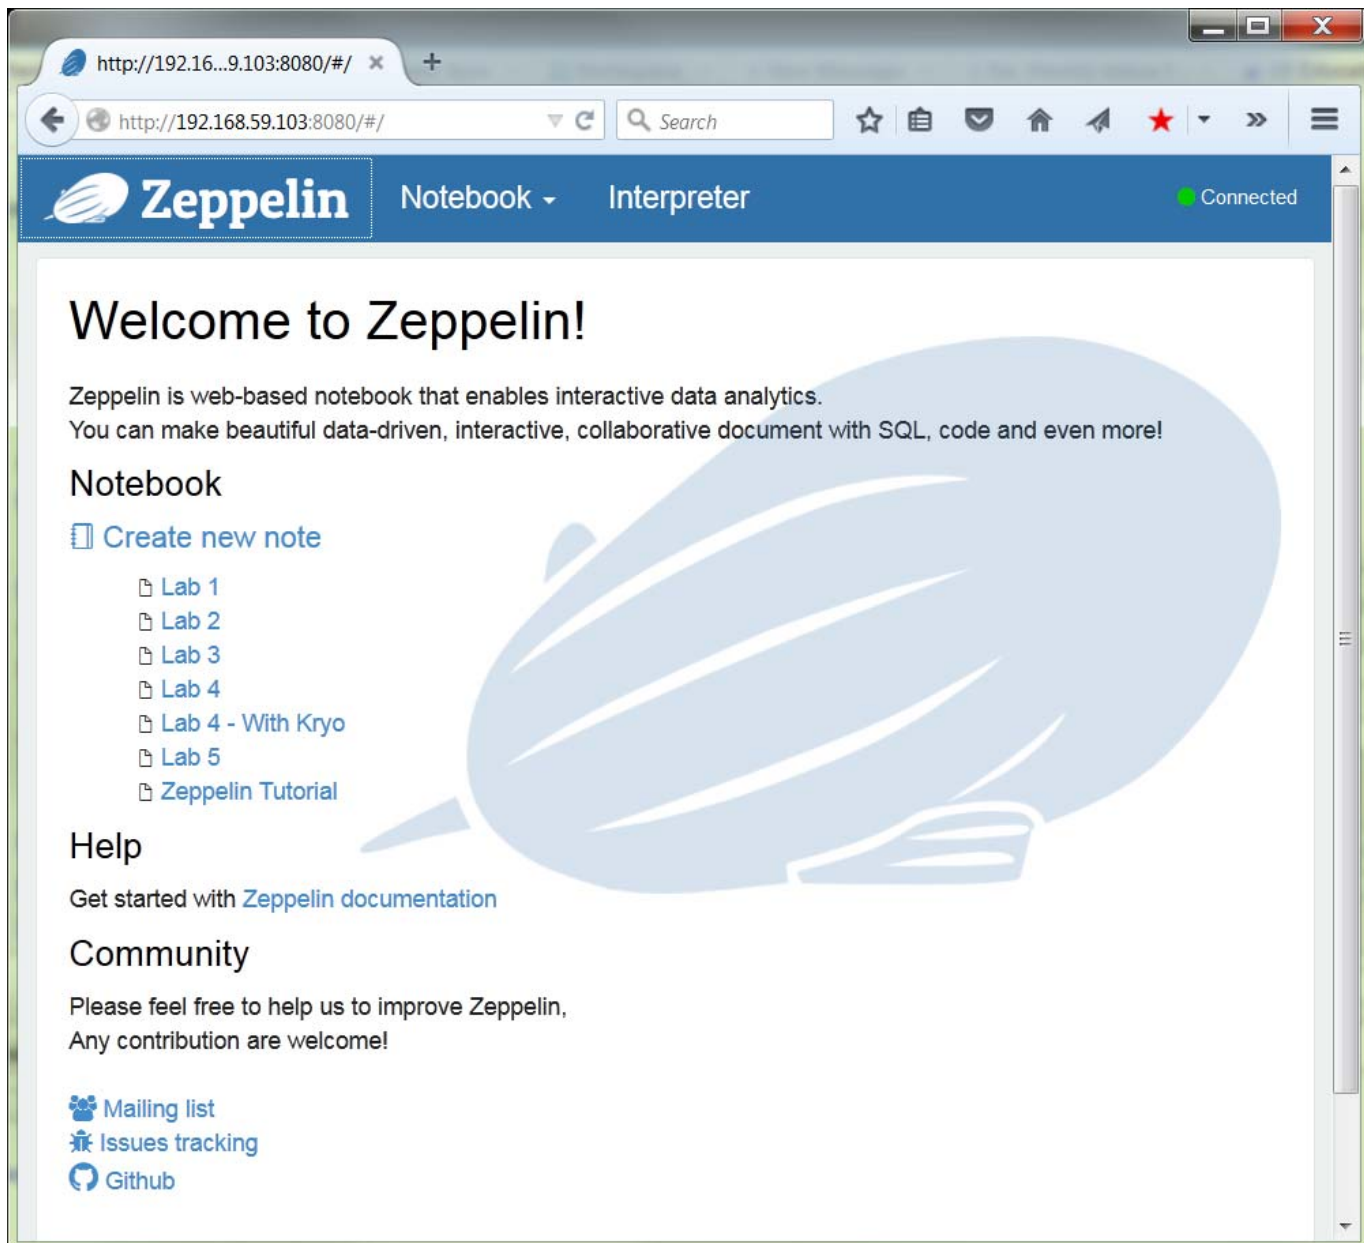 http://192.16...9.103:8080/#/
http://192.168.59.103:8080/#/
Search
Zeppelin
Notebook
Interpreter
Connected
Welcome to Zeppelin!
Zeppelin is web-based notebook that enables interactive data analytics.
You can make beautiful data-driven, interactive, collaborative document with SQL, code and even more!
Notebook
Create new note
Lab 1
Lab 2
Lab 3
Lab 4
Lab 4 - With Kryo
Lab 5
Zeppelin Tutorial
Help
Get started with Zeppelin documentation
Community
Please feel free to help us to improve Zeppelin,
Any contribution are welcome!
Mailing list
Issues tracking
Github